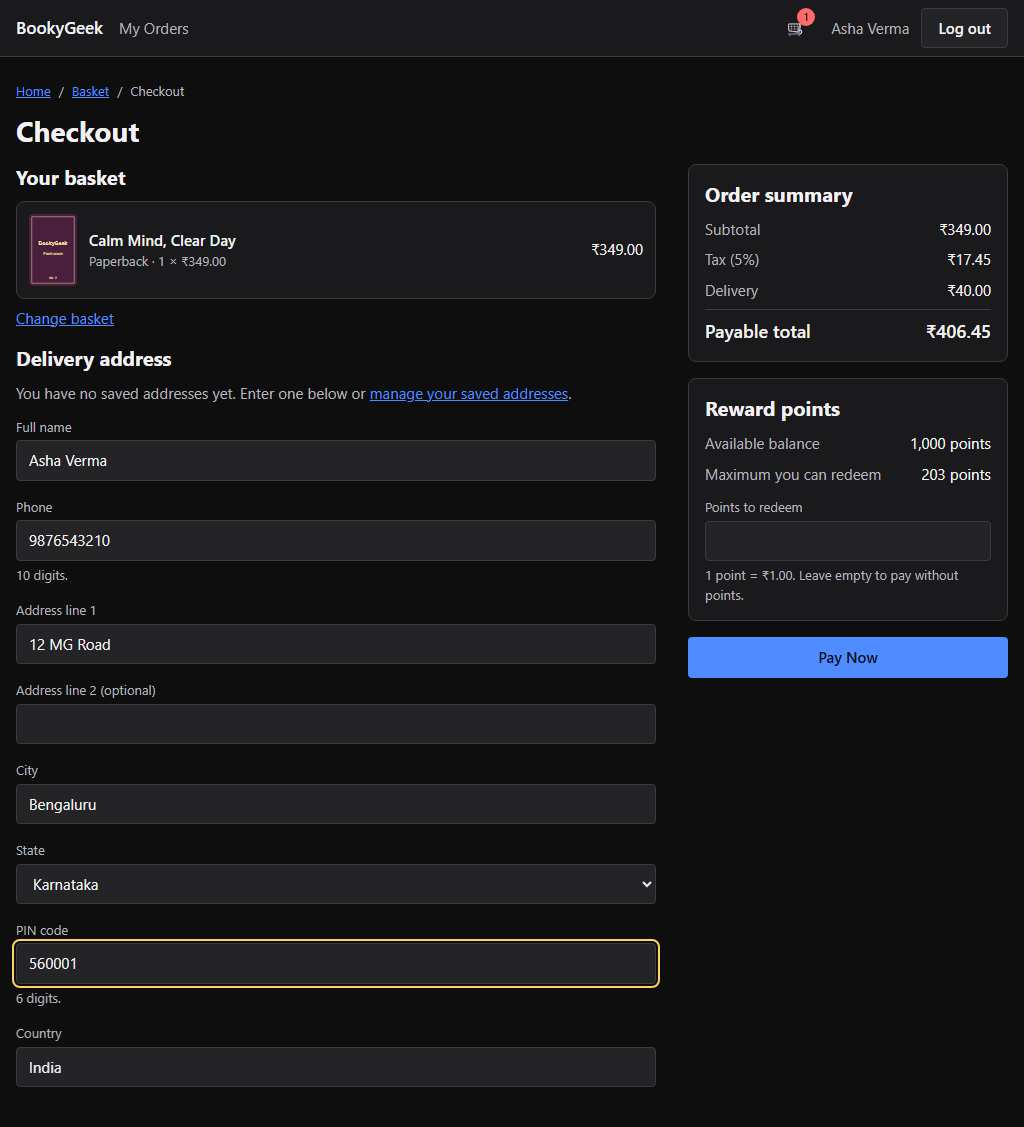 BookyGeek My Orders 1 Asha Verma Log out
Home / Basket / Checkout
Checkout
Your basket
BookyGeek
Calm Mind, Clear Day
Paperback · 1 × ₹349.00
₹349.00
Change basket
Delivery address
You have no saved addresses yet. Enter one below or manage your saved addresses.
Full name
Asha Verma
Phone
9876543210
10 digits.
Address line 1
12 MG Road
Address line 2 (optional)
City
Bengaluru
State
Karnataka
PIN code
560001
6 digits.
Country
India
Order summary
Subtotal ₹349.00
Tax (5%) ₹17.45
Delivery ₹40.00
Payable total ₹406.45
Reward points
Available balance 1,000 points
Maximum you can redeem 203 points
Points to redeem
1 point = ₹1.00. Leave empty to pay without
points.
Pay Now